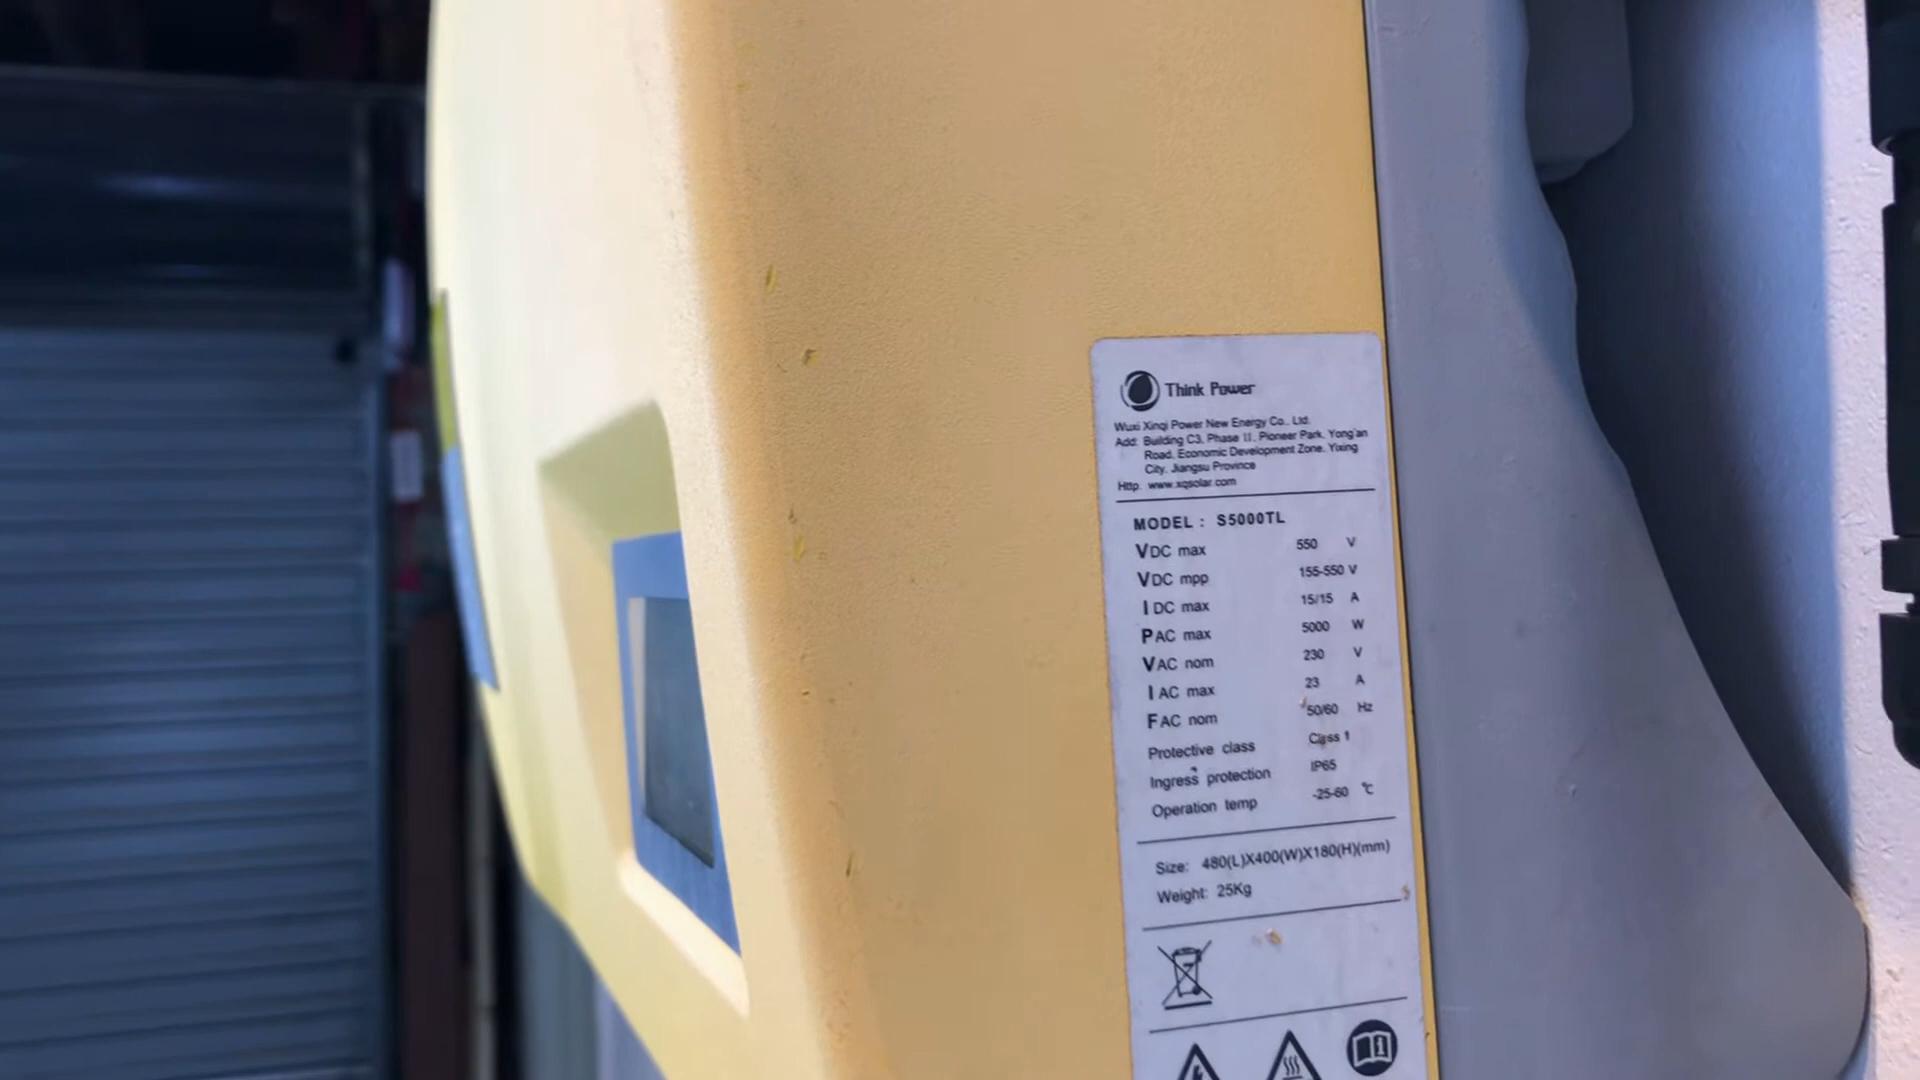 Think Power
Wuxi Xinqi Power New Energy Co., Ltd.
Add: Building C3, Phase II, Pioneer Park, Yong'an
Road, Economic Development Zone, Yixing
City, Jiangsu Province
Http: www.xqsolar.com
MODEL : S5000TL
VDC max 550 V
VDC mpp 155-550 V
IDC max 15/15 A
PAC max 5000 W
VAC nom 230 V
IAC max 23 A
FAC nom 50/60 Hz
Protective class Class 1
Ingress protection IP65
Operation temp -25-60 ℃
Size: 480(L)X400(W)X180(H)(mm)
Weight: 25Kg